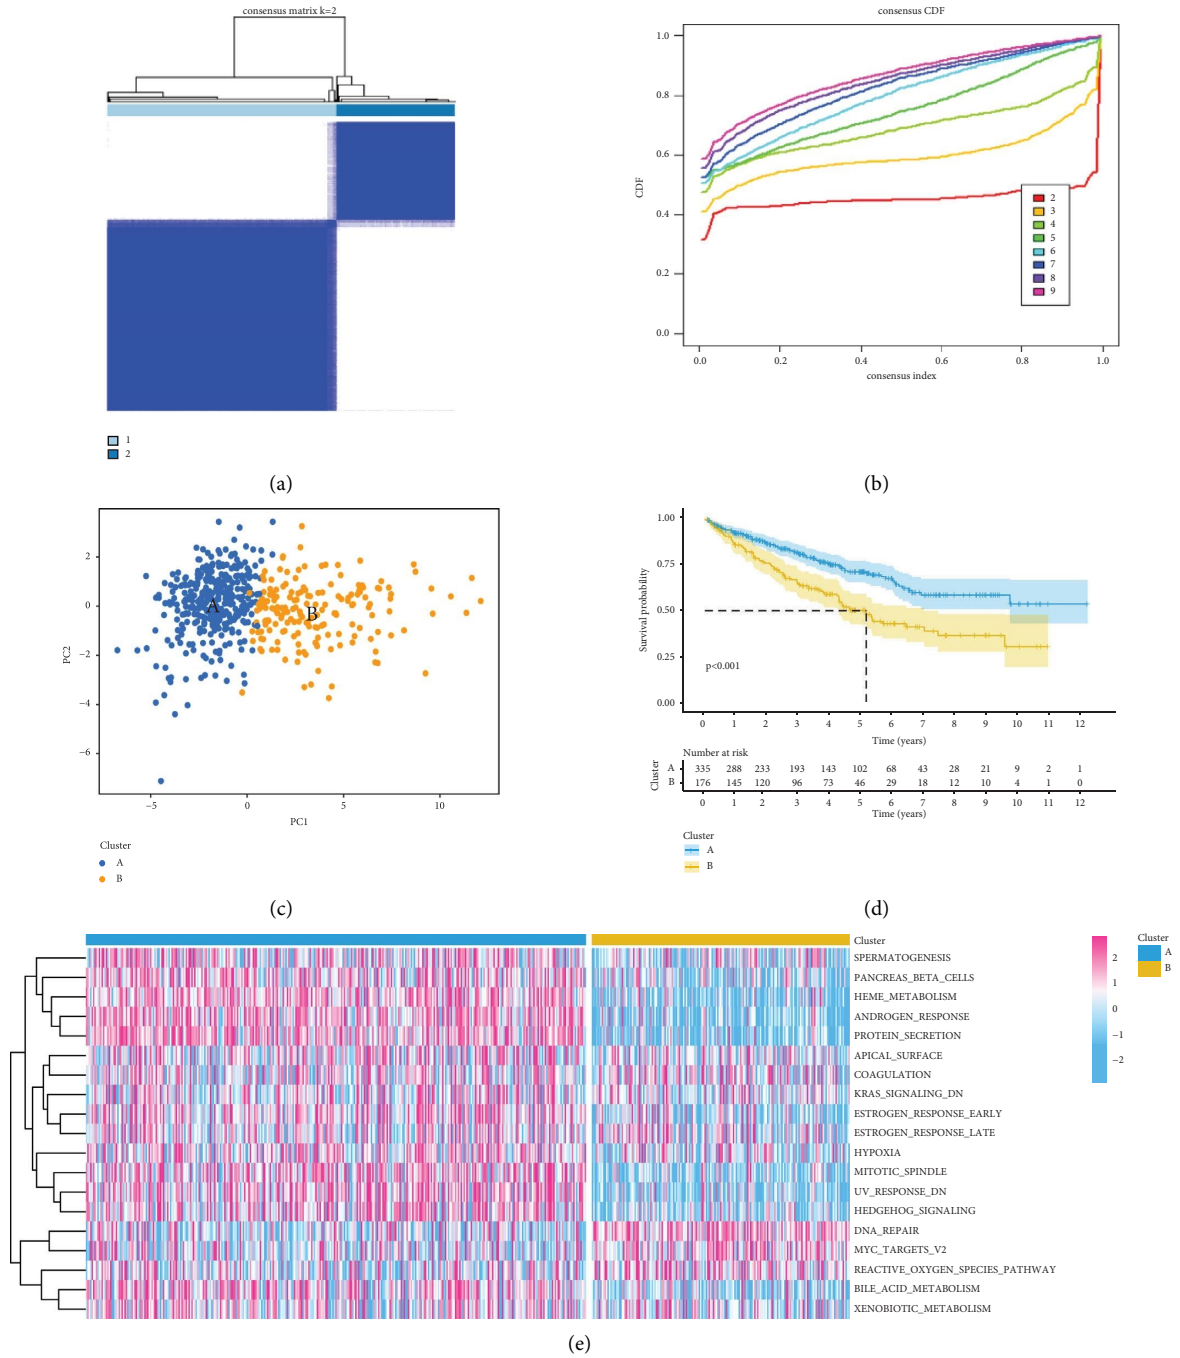 consensus matrix k=2
1
2
(a)
consensus CDF
1.0
0.8
0.6
0.4
0.2
0.0
CDF
2
3
4
5
6
7
8
9
0.0 0.2 0.4 0.6 0.8 1.0
consensus index
(b)
2
0
−2
−4
−6
PC2
A
B
−5 0 5 10
PC1
Cluster
A
B
(c)
1.00
0.75
0.50
0.25
0.00
Survival probability
p<0.001
0 1 2 3 4 5 6 7 8 9 10 11 12
Time (years)
Number at risk
Cluster
A 335 288 233 193 143 102 68 43 28 21 9 2 1
B 176 145 120 96 73 46 29 18 12 10 4 1 0
0 1 2 3 4 5 6 7 8 9 10 11 12
Time (years)
Cluster
A
B
(d)
Cluster
SPERMATOGENESIS
PANCREAS_BETA_CELLS
HEME_METABOLISM
ANDROGEN_RESPONSE
PROTEIN_SECRETION
APICAL_SURFACE
COAGULATION
KRAS_SIGNALING_DN
ESTROGEN_RESPONSE_EARLY
ESTROGEN_RESPONSE_LATE
HYPOXIA
MITOTIC_SPINDLE
UV_RESPONSE_DN
HEDGEHOG_SIGNALING
DNA_REPAIR
MYC_TARGETS_V2
REACTIVE_OXYGEN_SPECIES_PATHWAY
BILE_ACID_METABOLISM
XENOBIOTIC_METABOLISM
2
1
0
−1
−2
Cluster
A
B
(e)